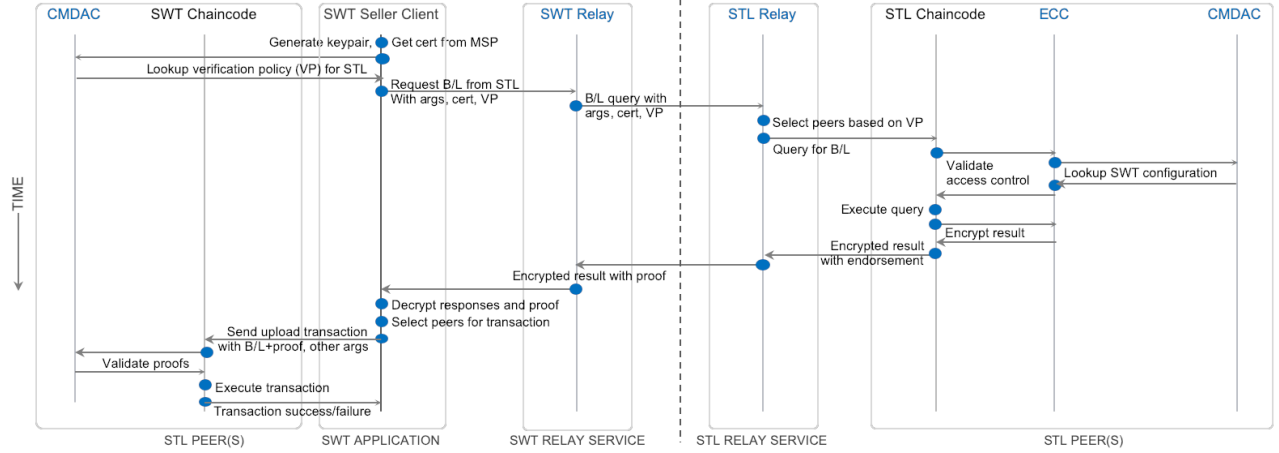 CMDAC
SWT Chaincode
SWT Seller Client
SWT Relay
STL Relay
STL Chaincode
ECC
CMDAC
Generate keypair, Get cert from MSP
Lookup verification policy (VP) for STL
Request B/L from STL
With args, cert, VP
B/L query with
args, cert, VP
Select peers based on VP
Query for B/L
Validate
access control
Lookup SWT configuration
TIME
Execute query
Encrypt result
Encrypted result
with endorsement
Encrypted result with proof
Decrypt responses and proof
Select peers for transaction
Send upload transaction
with B/L+proof, other args
Validate proofs
Execute transaction
Transaction success/failure
STL PEER(S)
SWT APPLICATION
SWT RELAY SERVICE
STL RELAY SERVICE
STL PEER(S)